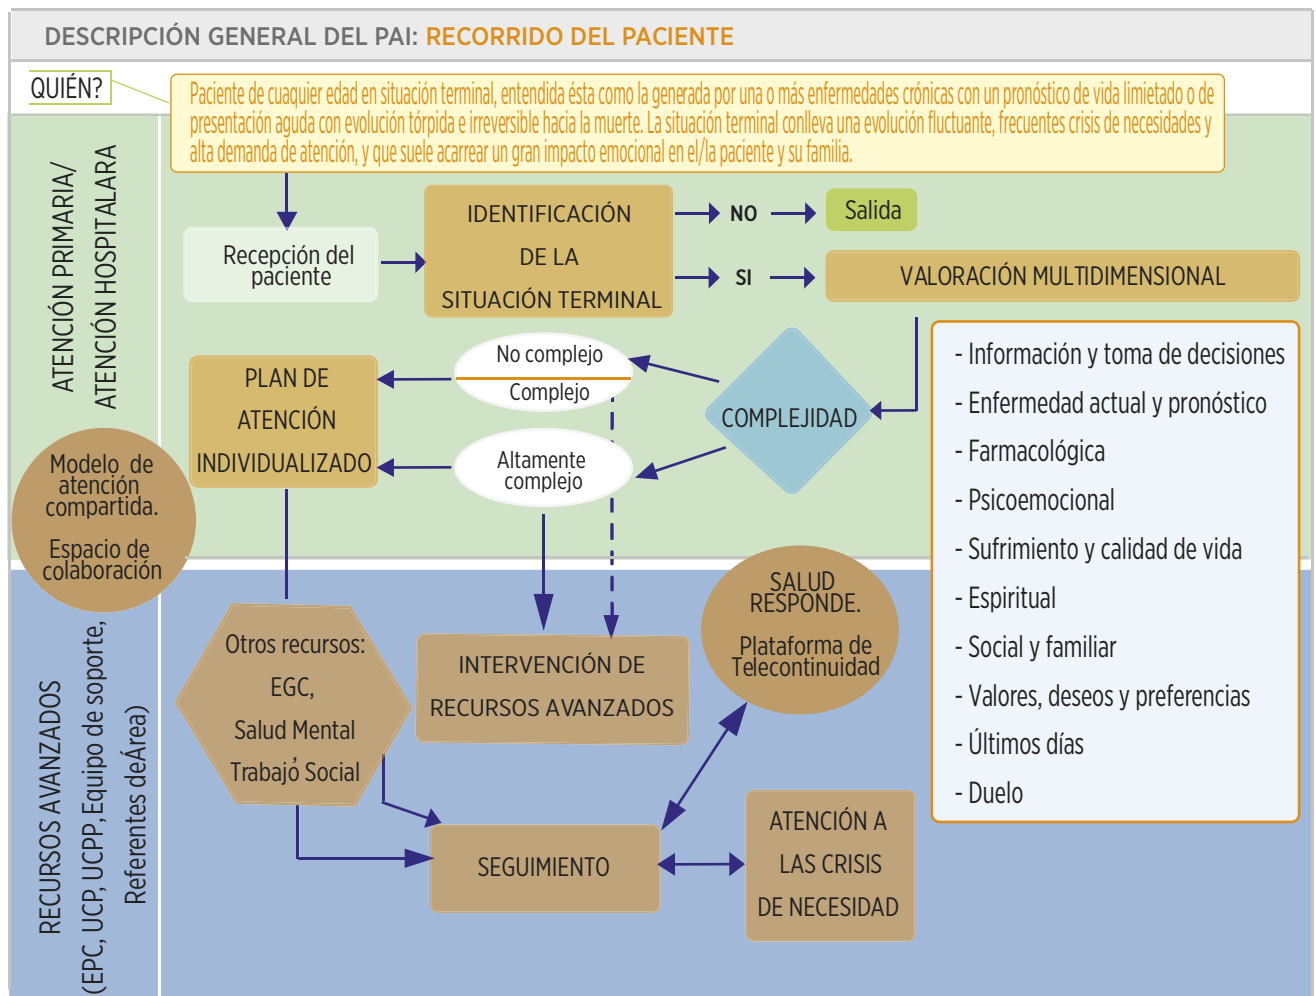 DESCRIPCIÓN GENERAL DEL PAI: RECORRIDO DEL PACIENTE
QUIÉN?
Paciente de cuaquier edad en situación terminal, entendida ésta como la generada por una o más enfermedades crónicas con un pronóstico de vida limietado o de
presentación aguda con evolución tórpida e irreversible hacia la muerte. La situación terminal conlleva una evolución fluctuante, frecuentes crisis de necesidades y
alta demanda de atención, y que suele acarrear un gran impacto emocional en el/la paciente y su familia.
ATENCIÓN PRIMARIA/
ATENCIÓN HOSPITALARA
Recepción del
paciente
IDENTIFICACIÓN
DE LA
SITUACIÓN TERMINAL
NO
Salida
SI
VALORACIÓN MULTIDIMENSIONAL
- Información y toma de decisiones
- Enfermedad actual y pronóstico
- Farmacológica
- Psicoemocional
- Sufrimiento y calidad de vida
- Espiritual
- Social y familiar
- Valores, deseos y preferencias
- Últimos días
- Duelo
COMPLEJIDAD
No complejo
Complejo
Altamente
complejo
PLAN DE
ATENCIÓN
INDIVIDUALIZADO
Modelo de
atención
compartida.
Espacio de
colaboración
RECURSOS AVANZADOS
(EPC, UCP, UCPP, Equipo de soporte,
Referentes deÁrea)
Otros recursos:
EGC,
Salud Mental
,
Trabajo Social
INTERVENCIÓN DE
RECURSOS AVANZADOS
SALUD
RESPONDE.
Plataforma de
Telecontinuidad
SEGUIMIENTO
ATENCIÓN A
LAS CRISIS
DE NECESIDAD